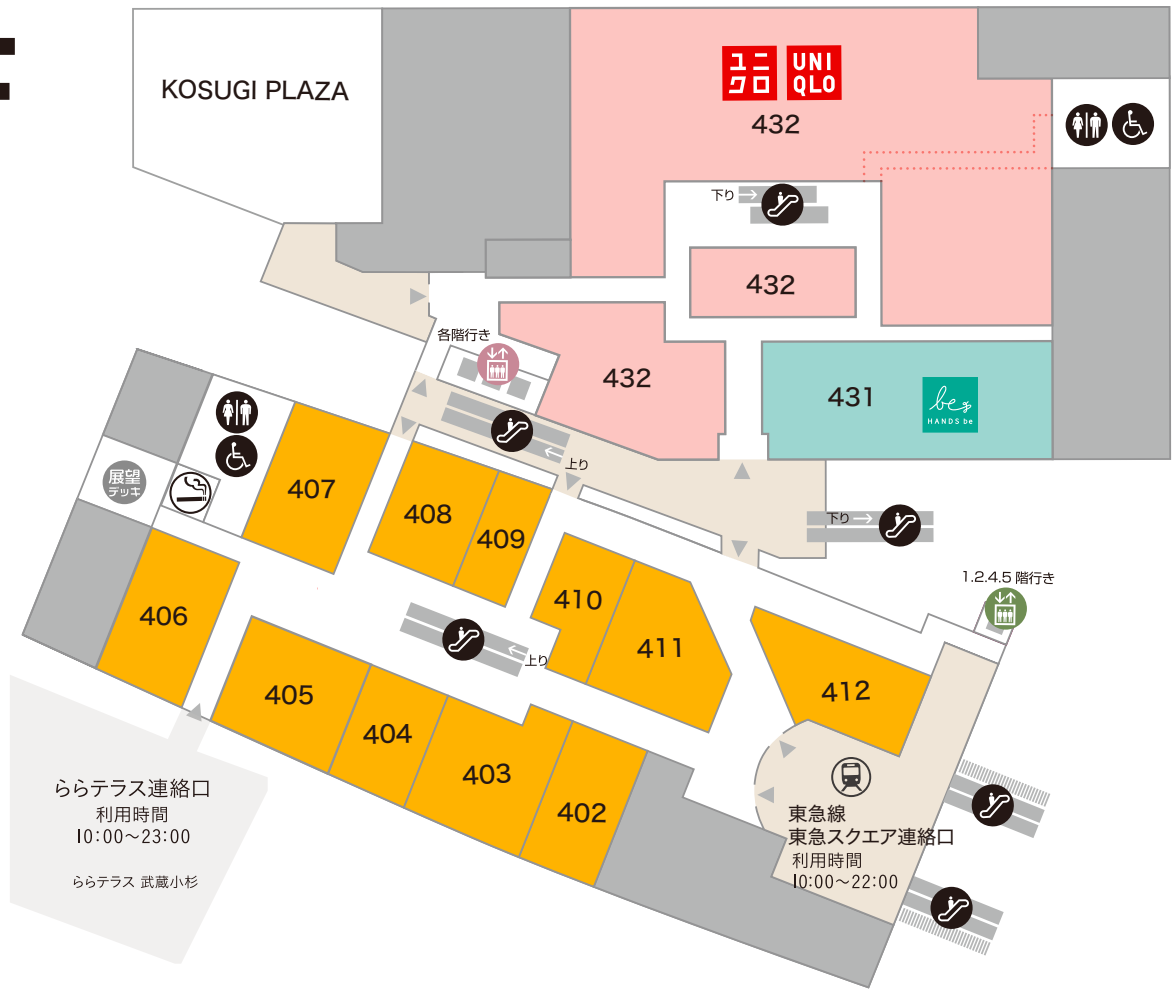 KOSUGI PLAZA
ユニ
クロ
UNI
QLO
432
下り
432
各階行き
432
431
be
HANDS be
上り
展望
デッキ
407
408
409
下り
1.2.4.5 階行き
406
410
411
上り
405
412
404
403
402
ららテラス連絡口
利用時間
10:00〜23:00
ららテラス 武蔵小杉
東急線
東急スクエア連絡口
利用時間
10:00〜22:00